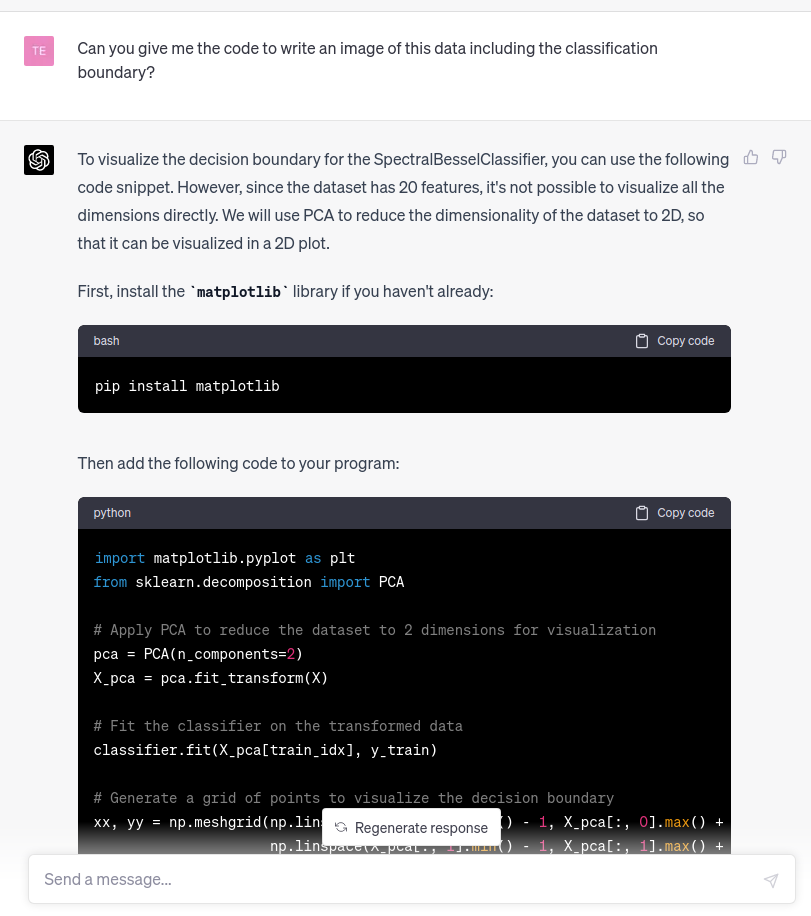 TE
Can you give me the code to write an image of this data including the classification
boundary?
To visualize the decision boundary for the SpectralBesselClassifier, you can use the following
code snippet. However, since the dataset has 20 features, it's not possible to visualize all the
dimensions directly. We will use PCA to reduce the dimensionality of the dataset to 2D, so
that it can be visualized in a 2D plot.
First, install the `matplotlib` library if you haven't already:
bash Copy code
pip install matplotlib
Then add the following code to your program:
python Copy code
import matplotlib.pyplot as plt
from sklearn.decomposition import PCA
# Apply PCA to reduce the dataset to 2 dimensions for visualization
pca = PCA(n_components=2)
X_pca = pca.fit_transform(X)
# Fit the classifier on the transformed data
classifier.fit(X_pca[train_idx], y_train)
# Generate a grid of points to visualize the decision boundary
xx, yy = np.meshgrid(np.lins () - 1, X_pca[:, 0].max() +
Regenerate response
np.linspace(X_pca[:, 1].min() - 1, X_pca[:, 1].max() +
Send a message...